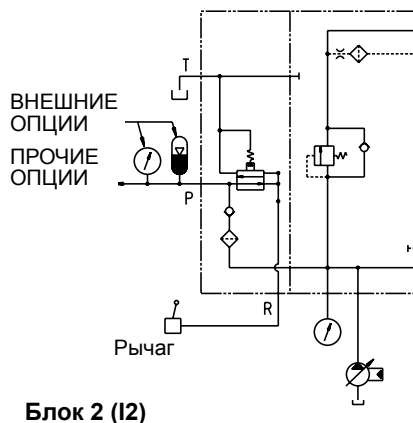 T
ВНЕШНИЕ
ОПЦИИ
ПРОЧИЕ
ОПЦИИ
P
R
Рычаг
Блок 2 (I2)